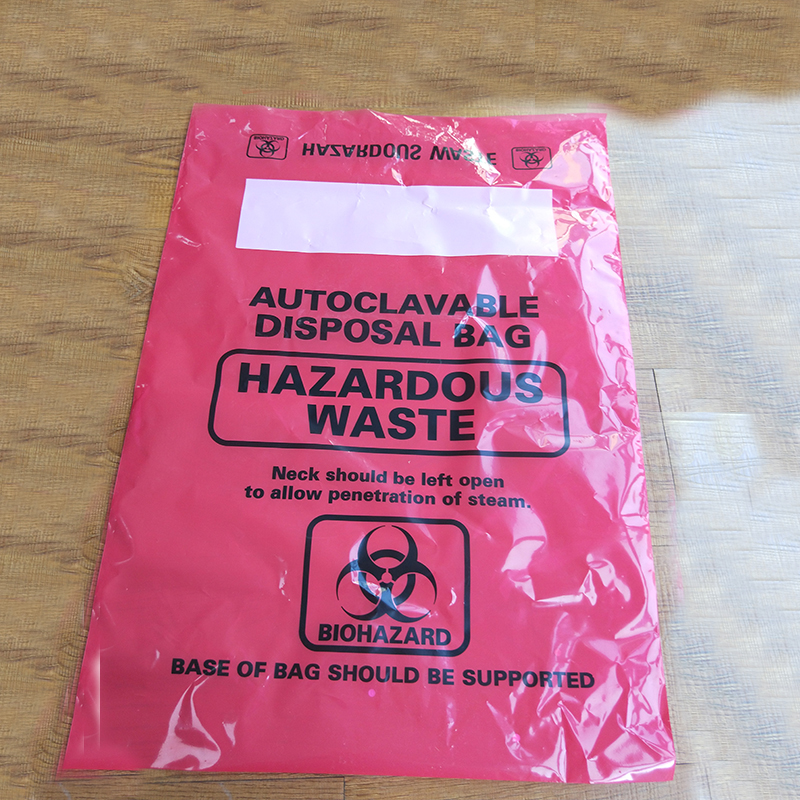 HAZARDOUS WASTE
AUTOCLAVABLE
DISPOSAL BAG
HAZARDOUS
WASTE
Neck should be left open
to allow penetration of steam.
BIOHAZARD
BASE OF BAG SHOULD BE SUPPORTED